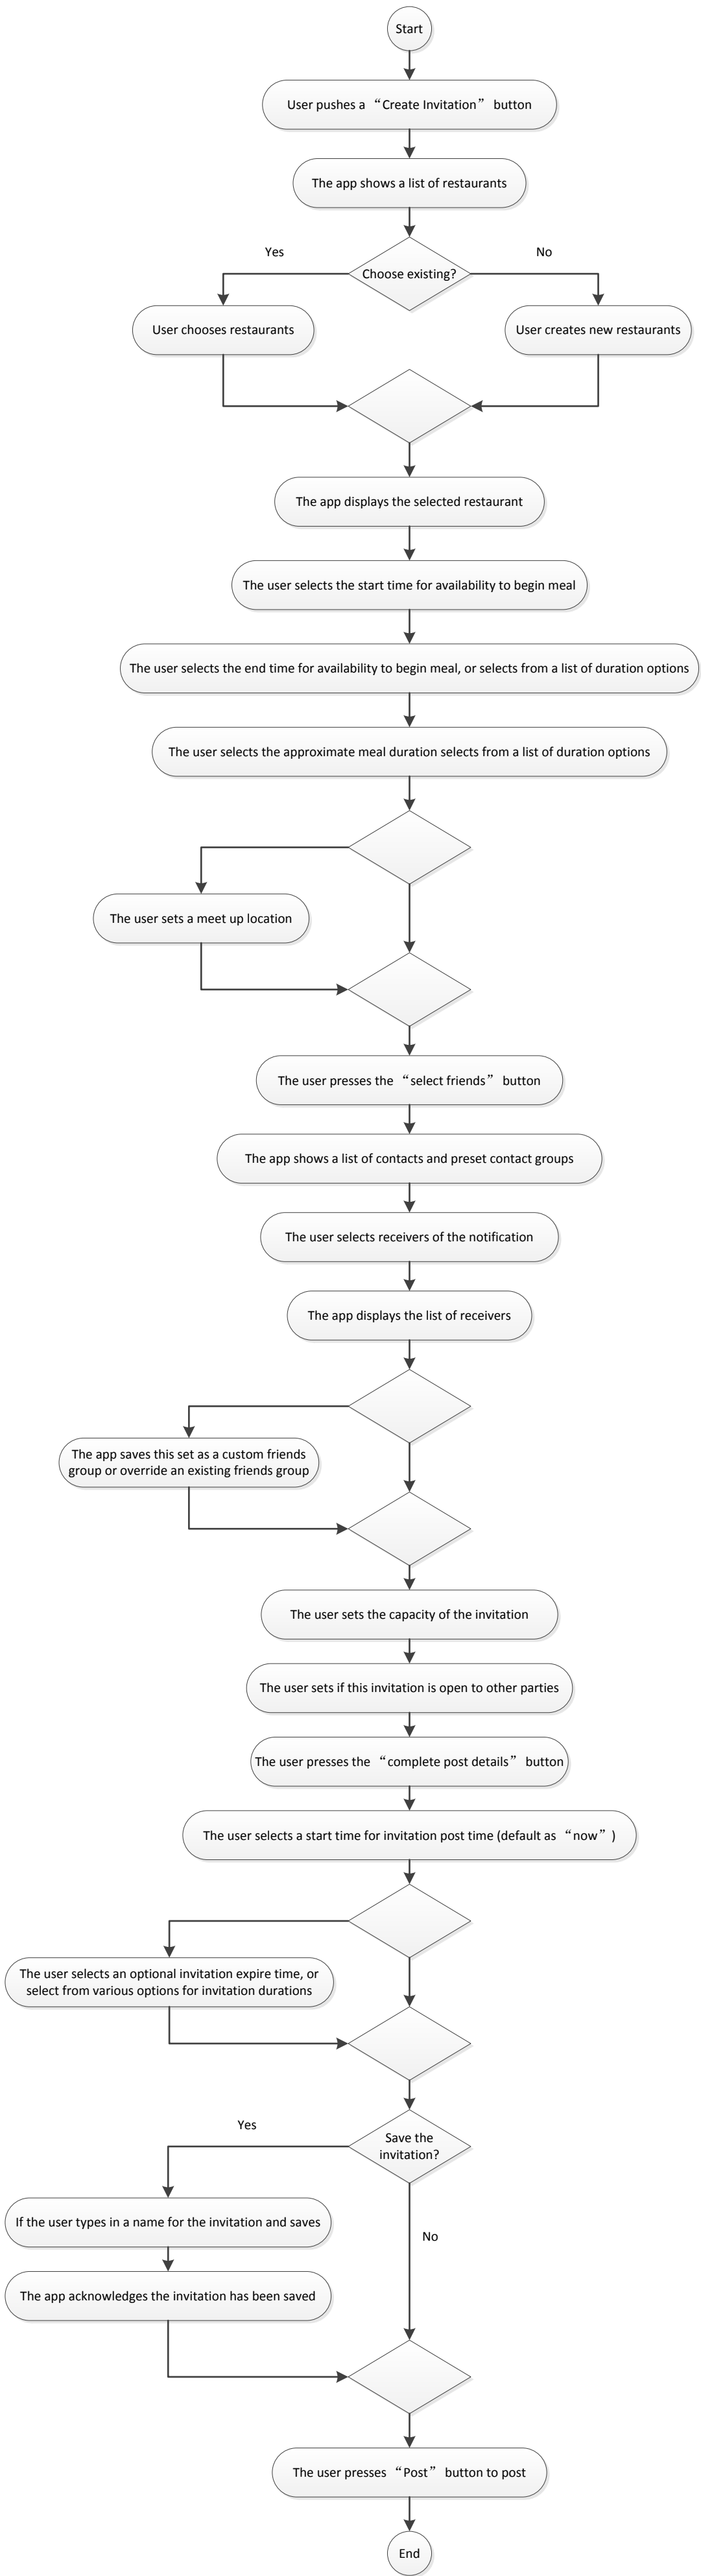 Start
User pushes a “Create Invitation” button
The app shows a list of restaurants
Yes
No
Choose existing?
User chooses restaurants
User creates new restaurants
The app displays the selected restaurant
The user selects the start time for availability to begin meal
The user selects the end time for availability to begin meal, or selects from a list of duration options
The user selects the approximate meal duration selects from a list of duration options
The user sets a meet up location
The user presses the “select friends” button
The app shows a list of contacts and preset contact groups
The user selects receivers of the notification
The app displays the list of receivers
The app saves this set as a custom friends
group or override an existing friends group
The user sets the capacity of the invitation
The user sets if this invitation is open to other parties
The user presses the “complete post details” button
The user selects a start time for invitation post time (default as “now”)
The user selects an optional invitation expire time, or
select from various options for invitation durations
Yes
Save the
invitation?
If the user types in a name for the invitation and saves
No
The app acknowledges the invitation has been saved
The user presses “Post” button to post
End